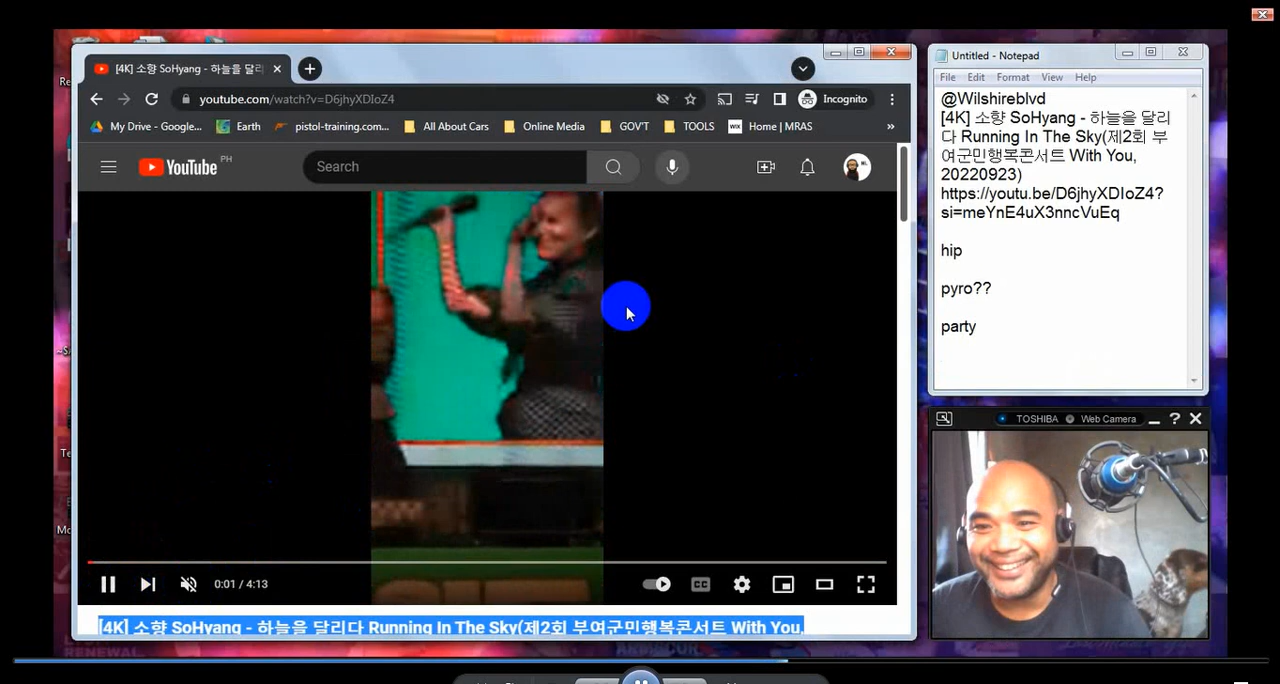 Untitled - Notepad
[4K] 소향 SoHyang - 하늘을 달리
youtube.com/watch?v=D6jhyXDIoZ4
Incognito
My Drive - Google...
Earth
pistol-training.com...
All About Cars
Online Media
GOV'T
TOOLS
WIX
Home | MRAS
»
YouTube
PH
Search
0:01 / 4:13
CC
[4K] 소향 SoHyang - 하늘을 달리다 Running In The Sky(제2회 부여군민행복콘서트 With You,
File Edit Format View Help
@Wilshireblvd
[4K] 소향 SoHyang - 하늘을 달리
다 Running In The Sky(제2회 부
여군민행복콘서트 With You,
20220923)
https://youtu.be/D6jhyXDIoZ4?
si=meYnE4uX3nncVuEq
hip
pyro??
party
TOSHIBA Web Camera
RENEWAL